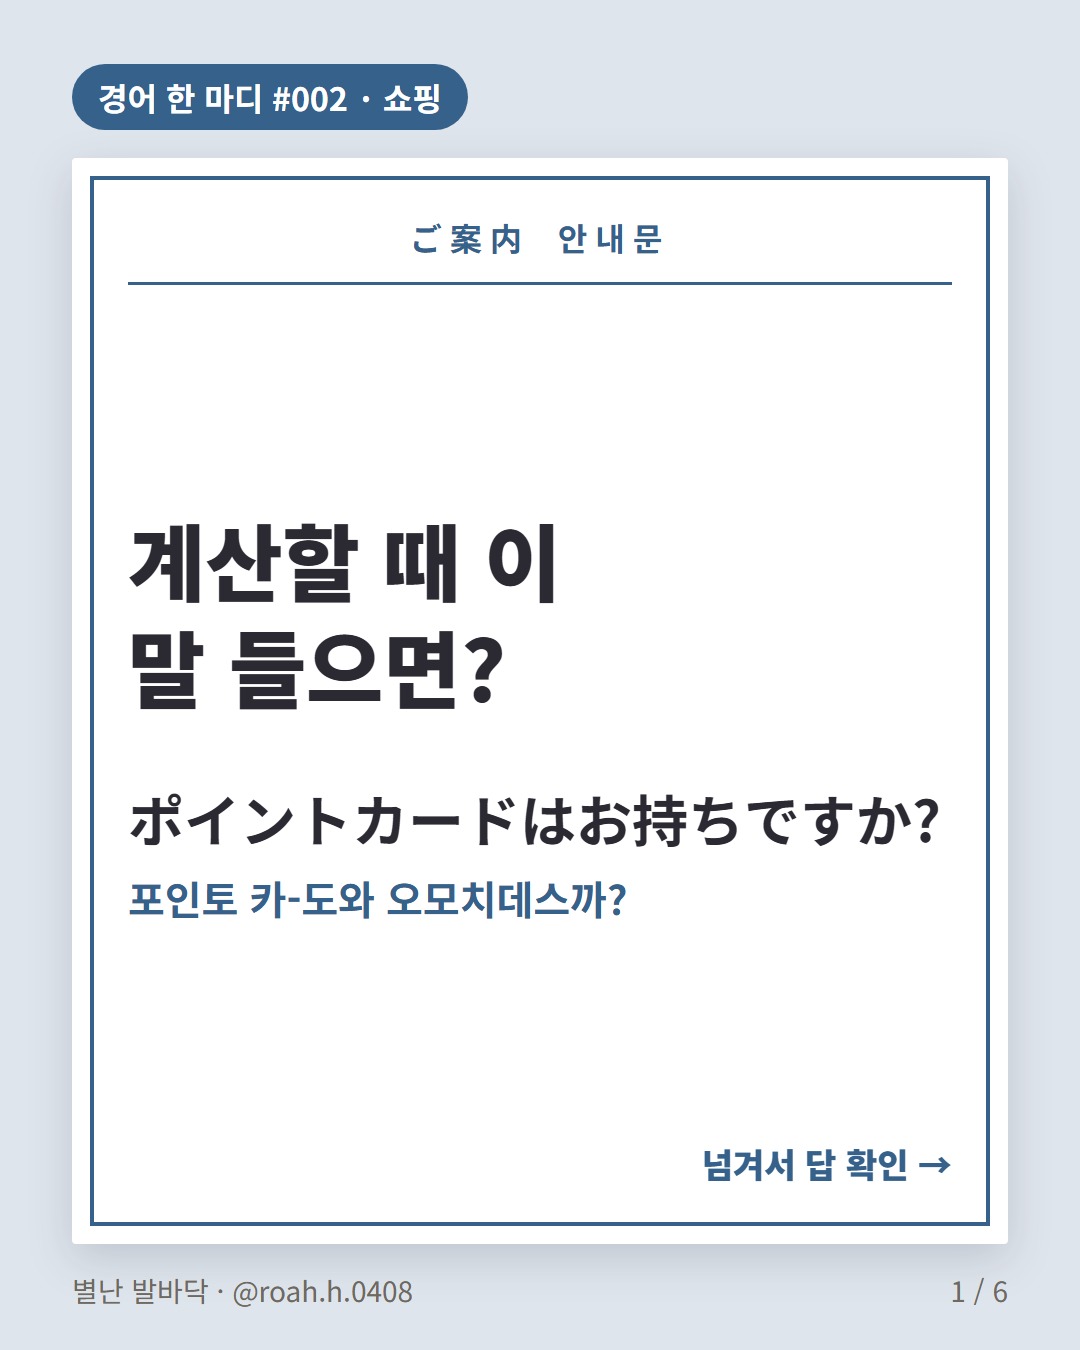 경어 한 마디 #002 · 쇼핑
ご案内 안내문
계산할 때 이
말 들으면?
ポイントカードはお持ちですか?
포인토 카-도와 오모치데스까?
넘겨서 답 확인 →
별난 발바닥 · @roah.h.0408
1 / 6